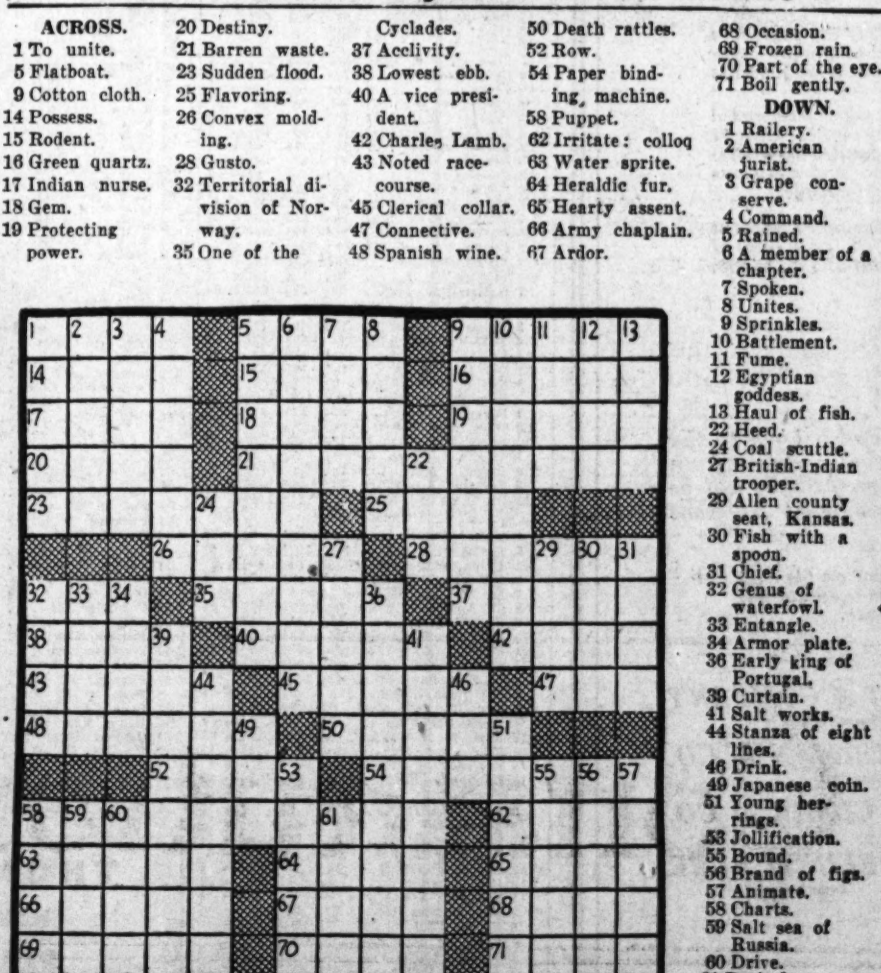 ACROSS.
1 To unite.
5 Flatboat.
9 Cotton cloth.
14 Possess.
15 Rodent.
16 Green quartz.
17 Indian nurse.
18 Gem.
19 Protecting
power.
20 Destiny.
21 Barren waste.
23 Sudden flood.
25 Flavoring.
26 Convex mold-
ing.
28 Gusto.
32 Territorial di-
vision of Nor-
way.
35 One of the
Cyclades.
37 Acclivity.
38 Lowest ebb.
40 A vice presi-
dent.
42 Charles Lamb.
43 Noted race-
course.
45 Clerical collar.
47 Connective.
48 Spanish wine.
50 Death rattles.
52 Row.
54 Paper bind-
ing machine.
58 Puppet.
62 Irritate: colloq
63 Water sprite.
64 Heraldic fur.
65 Hearty assent.
66 Army chaplain.
67 Ardor.
68 Occasion.
69 Frozen rain
70 Part of the eye.
71 Boil gently.
DOWN.
1 Railery.
2 American
jurist.
3 Grape con-
serve.
4 Command.
5 Rained.
6 A member of a
chapter.
7 Spoken.
8 Unites.
9 Sprinkles.
10 Battlement.
11 Fume.
12 Egyptian
goddess.
13 Haul of fish.
22 Heed.
24 Coal scuttle.
27 British-Indian
trooper.
29 Allen county
seat, Kansas.
30 Fish with a
spoon.
31 Chief.
32 Genus of
waterfowl.
33 Entangle.
34 Armor plate.
36 Early king of
Portugal.
39 Curtain.
41 Salt works.
44 Stanza of eight
lines.
46 Drink.
49 Japanese coin.
51 Young her-
rings.
53 Jollification.
55 Bound.
56 Brand of figs.
57 Animate.
58 Charts.
59 Salt sea of
Russia.
60 Drive.
1 2 3 4 5 6 7 8 9 10 11 12 13
14 15 16
17 18 19
20 21 22
23 24 25
26 27 28 29 30 31
32 33 34 35 36 37
38 39 40 41 42
43 44 45 46 47
48 49 50 51
52 53 54 55 56 57
58 59 60 61 62
63 64 65
66 67 68
69 70 71